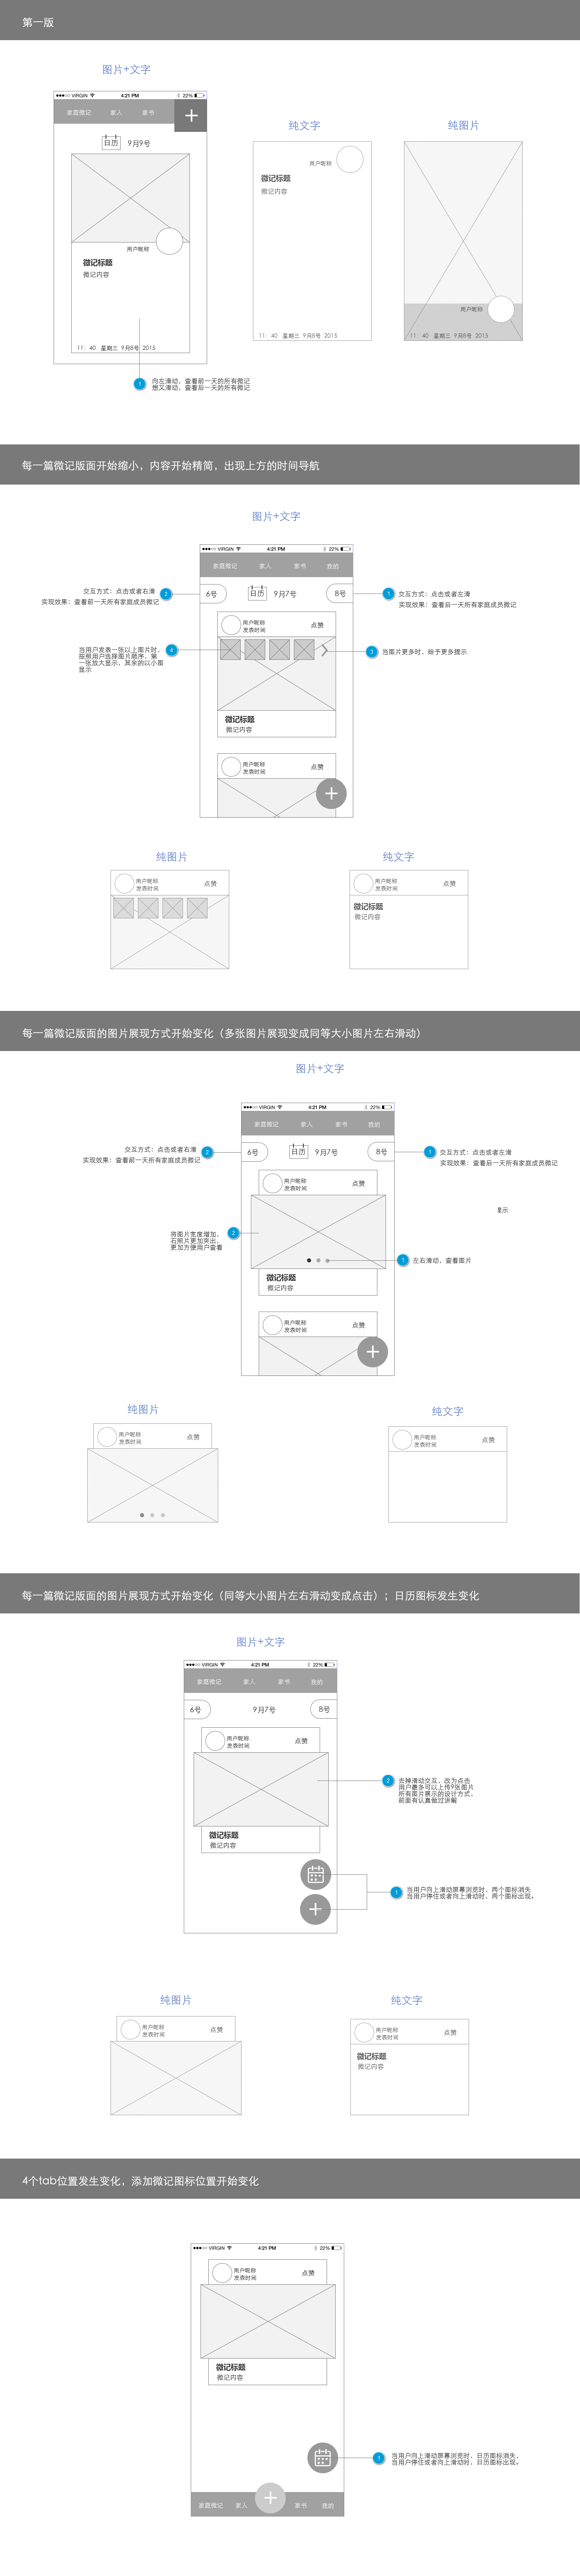 第一版
图片+文字
纯文字
纯图片
VIRGIN
4:21 PM
22%
家庭微记 家人 家书
日历 9月9号
用户昵称
微记标题
微记内容
11：40 星期三 9月8号 2015
用户昵称
微记标题
微记内容
11：40 星期三 9月8号 2015
用户昵称
11：40 星期三 9月8号 2015
1 向左滑动，查看前一天的所有微记
想又滑动，查看后一天的所有微记
每一篇微记版面开始缩小，内容开始精简，出现上方的时间导航
图片+文字
VIRGIN 4:21 PM 22%
家庭微记 家人 家书 我的
6号 日历 9月7号 8号
交互方式：点击或者右滑
实现效果：查看前一天所有家庭成员微记
2
1
交互方式：点击或者左滑
实现效果：查看后一天所有家庭成员微记
用户昵称
发表时间
点赞
当用户发表一张以上图片时，
按照用户选择图片顺序，第
一张放大显示，其余的以小图
显示
4
3 当图片更多时，给予更多提示
微记标题
微记内容
用户昵称
发表时间
点赞
纯图片
纯文字
用户昵称
发表时间
点赞
用户昵称
发表时间
点赞
微记标题
微记内容
每一篇微记版面的图片展现方式开始变化（多张图片展现变成同等大小图片左右滑动）
图片+文字
VIRGIN 4:21 PM 22%
家庭微记 家人 家书 我的
6号 日历 9月7号 8号
交互方式：点击或者右滑
实现效果：查看前一天所有家庭成员微记
2
1
交互方式：点击或者左滑
实现效果：查看后一天所有家庭成员微记
用户昵称
发表时间
点赞
显示
将图片宽度增加，
右照片更加突出，
更加方便用户查看
2
1 左右滑动，查看图片
微记标题
微记内容
用户昵称
发表时间
点赞
纯图片
纯文字
用户昵称
发表时间
点赞
用户昵称
发表时间
点赞
每一篇微记版面的图片展现方式开始变化（同等大小图片左右滑动变成点击）；日历图标发生变化
图片+文字
VIRGIN 4:21 PM 22%
家庭微记 家人 家书 我的
6号 9月7号 8号
用户昵称
发表时间
点赞
2 去掉滑动交互，改为点击
用户最多可以上传9张图片
所有图片展示的设计方式，
前面有认真做过讲解
微记标题
微记内容
1 当用户向上滑动屏幕浏览时，两个图标消失
当用户停住或者向上滑动时，两个图标出现。
纯图片
纯文字
用户昵称
发表时间
点赞
用户昵称
发表时间
点赞
微记标题
微记内容
4个tab位置发生变化，添加微记图标位置开始变化
VIRGIN 4:21 PM 22%
用户昵称
发表时间
点赞
微记标题
微记内容
1 当用户向上滑动屏幕浏览时，日历图标消失，
当用户停住或者向上滑动时，日历图标出现。
家庭微记 家人 家书 我的